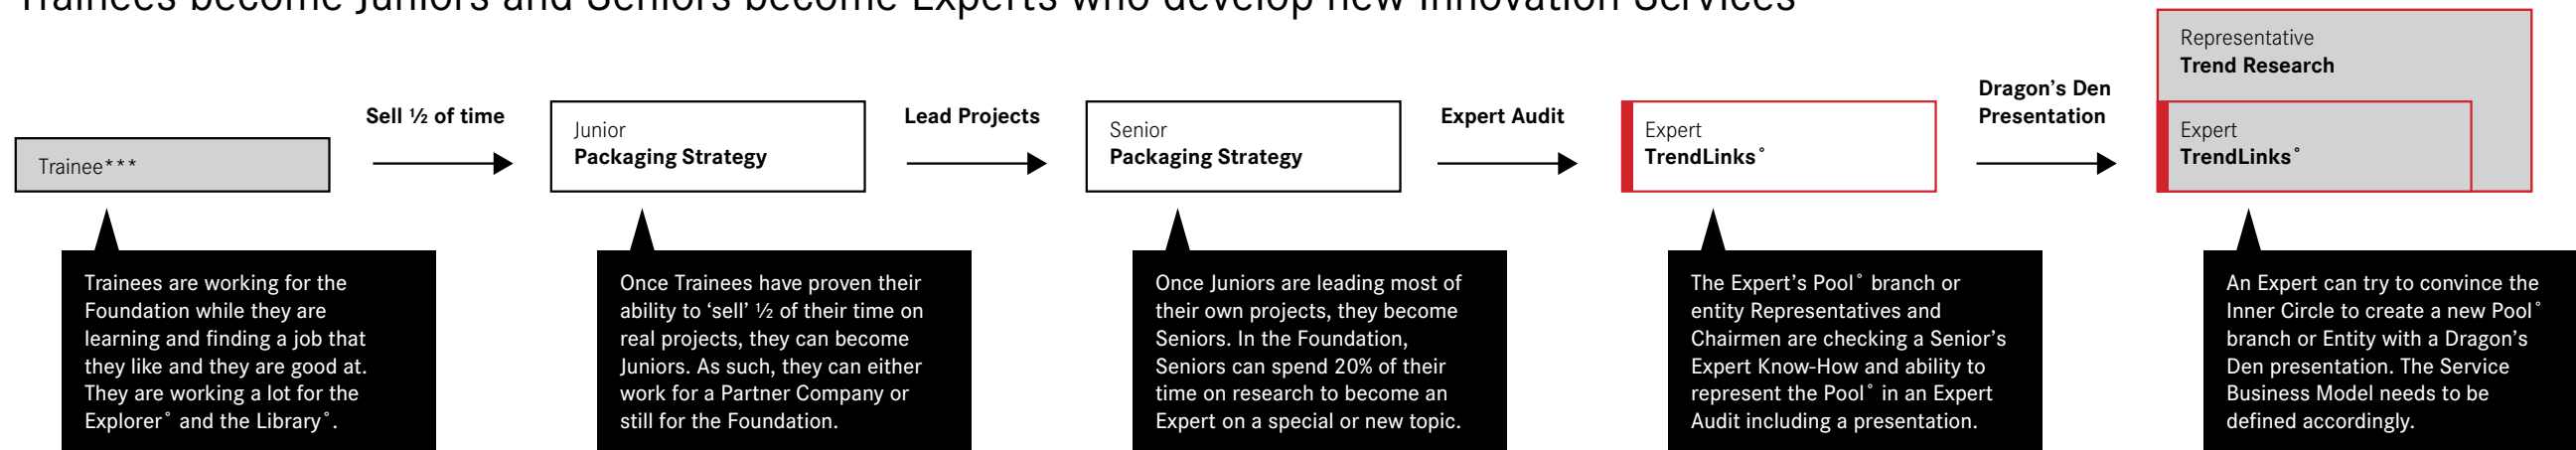 Trainees become Juniors and Seniors become Experts who develop new Innovation Services
Trainee***
Sell ½ of time
Junior
Packaging Strategy
Lead Projects
Senior
Packaging Strategy
Expert Audit
Expert
TrendLinks°
Dragon's Den
Presentation
Representative
Trend Research
Expert
TrendLinks°
Trainees are working for the
Foundation while they are
learning and finding a job that
they like and they are good at.
They are working a lot for the
Explorer° and the Library°.
Once Trainees have proven their
ability to ‘sell’ ½ of their time on
real projects, they can become
Juniors. As such, they can either
work for a Partner Company or
still for the Foundation.
Once Juniors are leading most of
their own projects, they become
Seniors. In the Foundation,
Seniors can spend 20% of their
time on research to become an
Expert on a special or new topic.
The Expert’s Pool° branch or
entity Representatives and
Chairmen are checking a Senior’s
Expert Know-How and ability to
represent the Pool° in an Expert
Audit including a presentation.
An Expert can try to convince the
Inner Circle to create a new Pool°
branch or Entity with a Dragon’s
Den presentation. The Service
Business Model needs to be
defined accordingly.